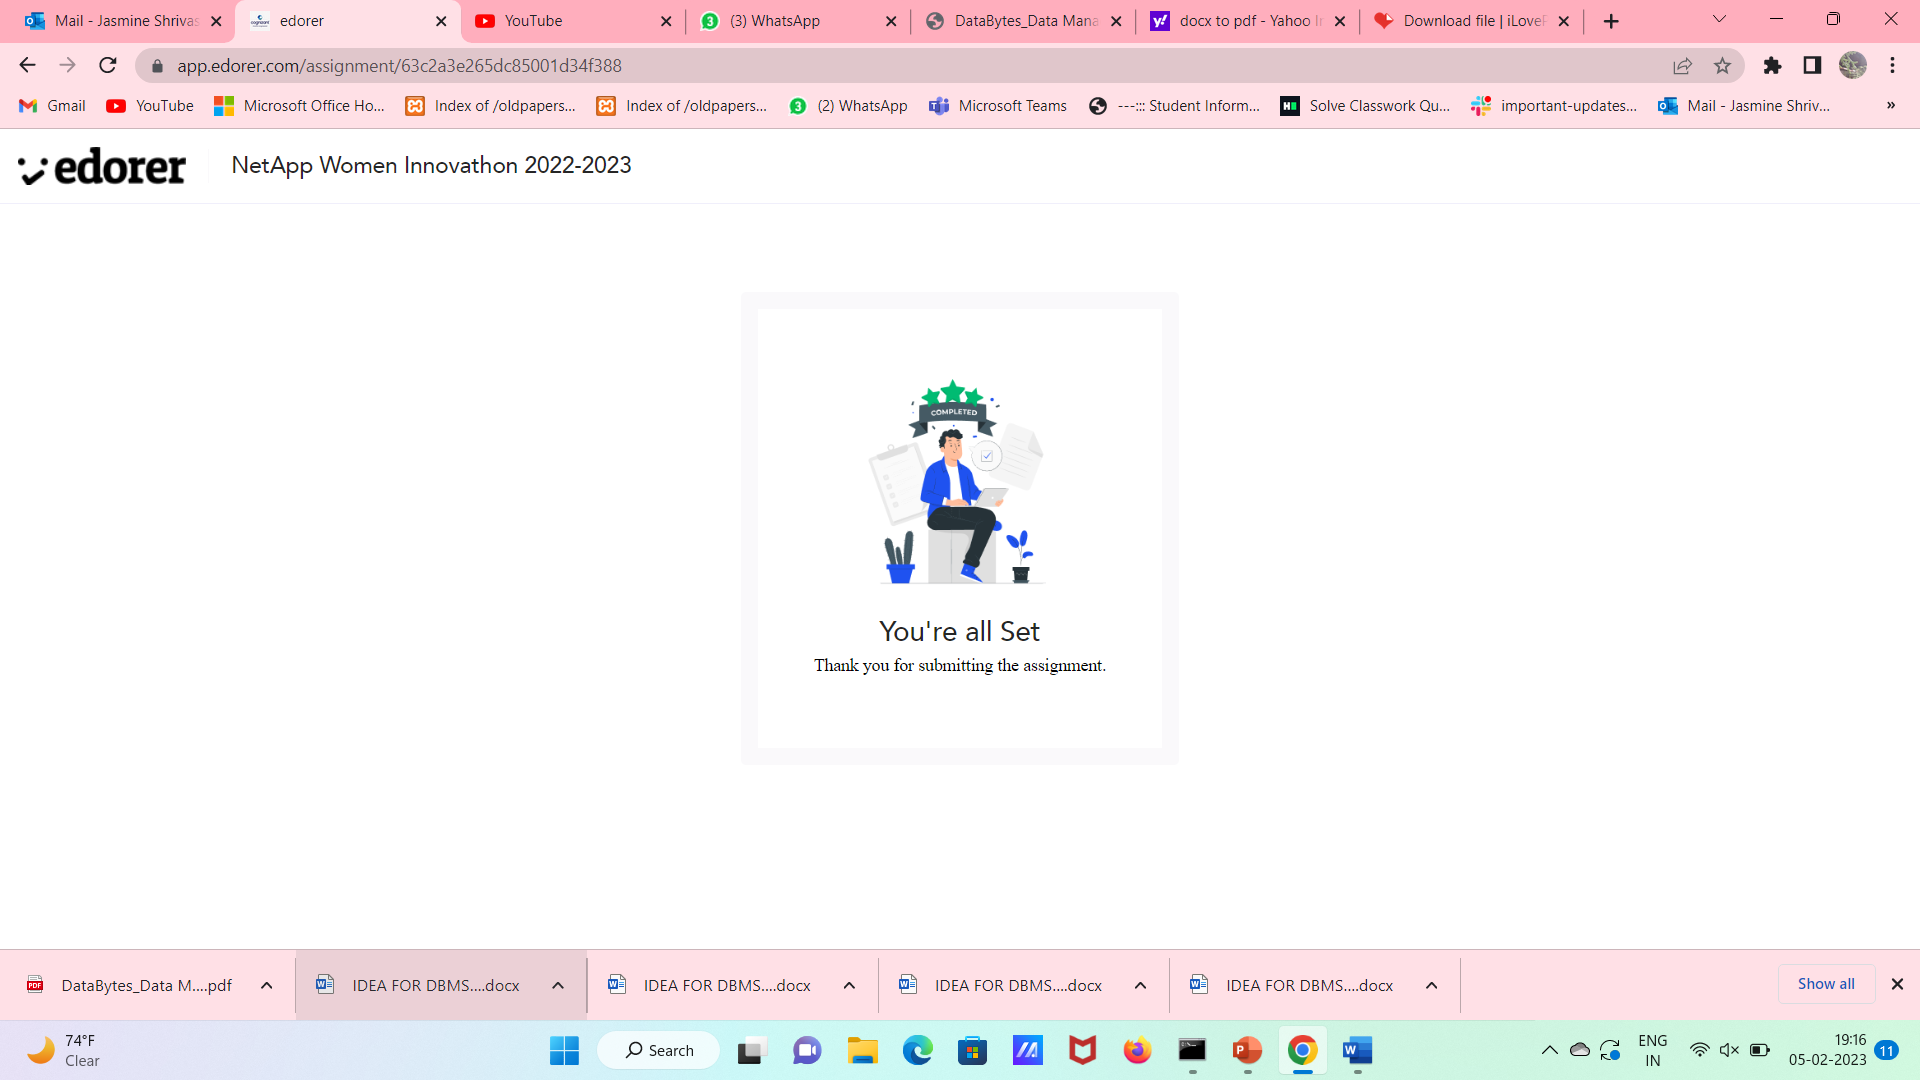 Mail - Jasmine Shrivas
edorer
YouTube
(3) WhatsApp
DataBytes_Data Mana
docx to pdf - Yahoo I
Download file | iLoveP
app.edorer.com/assignment/63c2a3e265dc85001d34f388
Gmail
YouTube
Microsoft Office Ho...
Index of /oldpapers...
Index of /oldpapers...
(2) WhatsApp
Microsoft Teams
---::: Student Inform...
Solve Classwork Qu...
important-updates...
Mail - Jasmine Shriv...
»
edorer
NetApp Women Innovathon 2022-2023
COMPLETED
You're all Set
Thank you for submitting the assignment.
DataBytes_Data M....pdf
IDEA FOR DBMS....docx
IDEA FOR DBMS....docx
IDEA FOR DBMS....docx
IDEA FOR DBMS....docx
Show all
74°F
Clear
Search
ENG
IN
19:16
05-02-2023
11